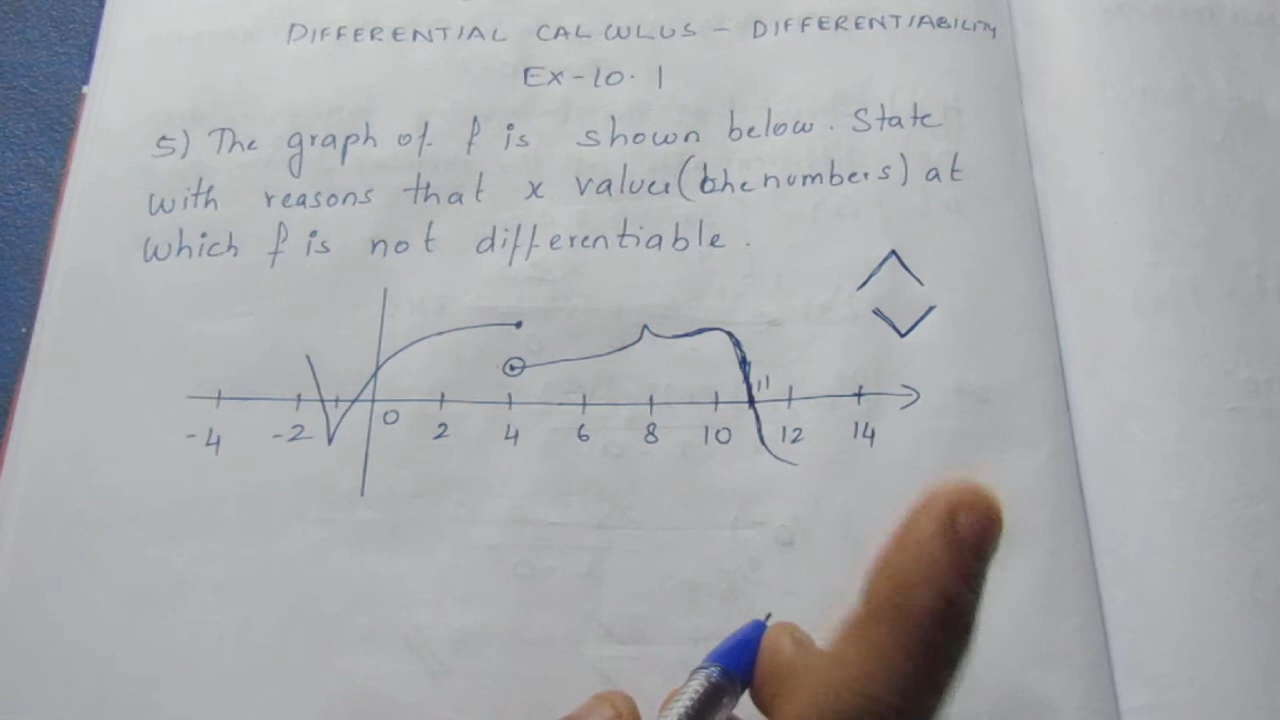 DIFFERENTIAL CALCULUS - DIFFERENTIABILITY
EX-10.1
5) The graph of f is shown below. State
with reasons that x values (the numbers) at
which f is not differentiable.
11
-4 -2 0 2 4 6 8 10 12 14